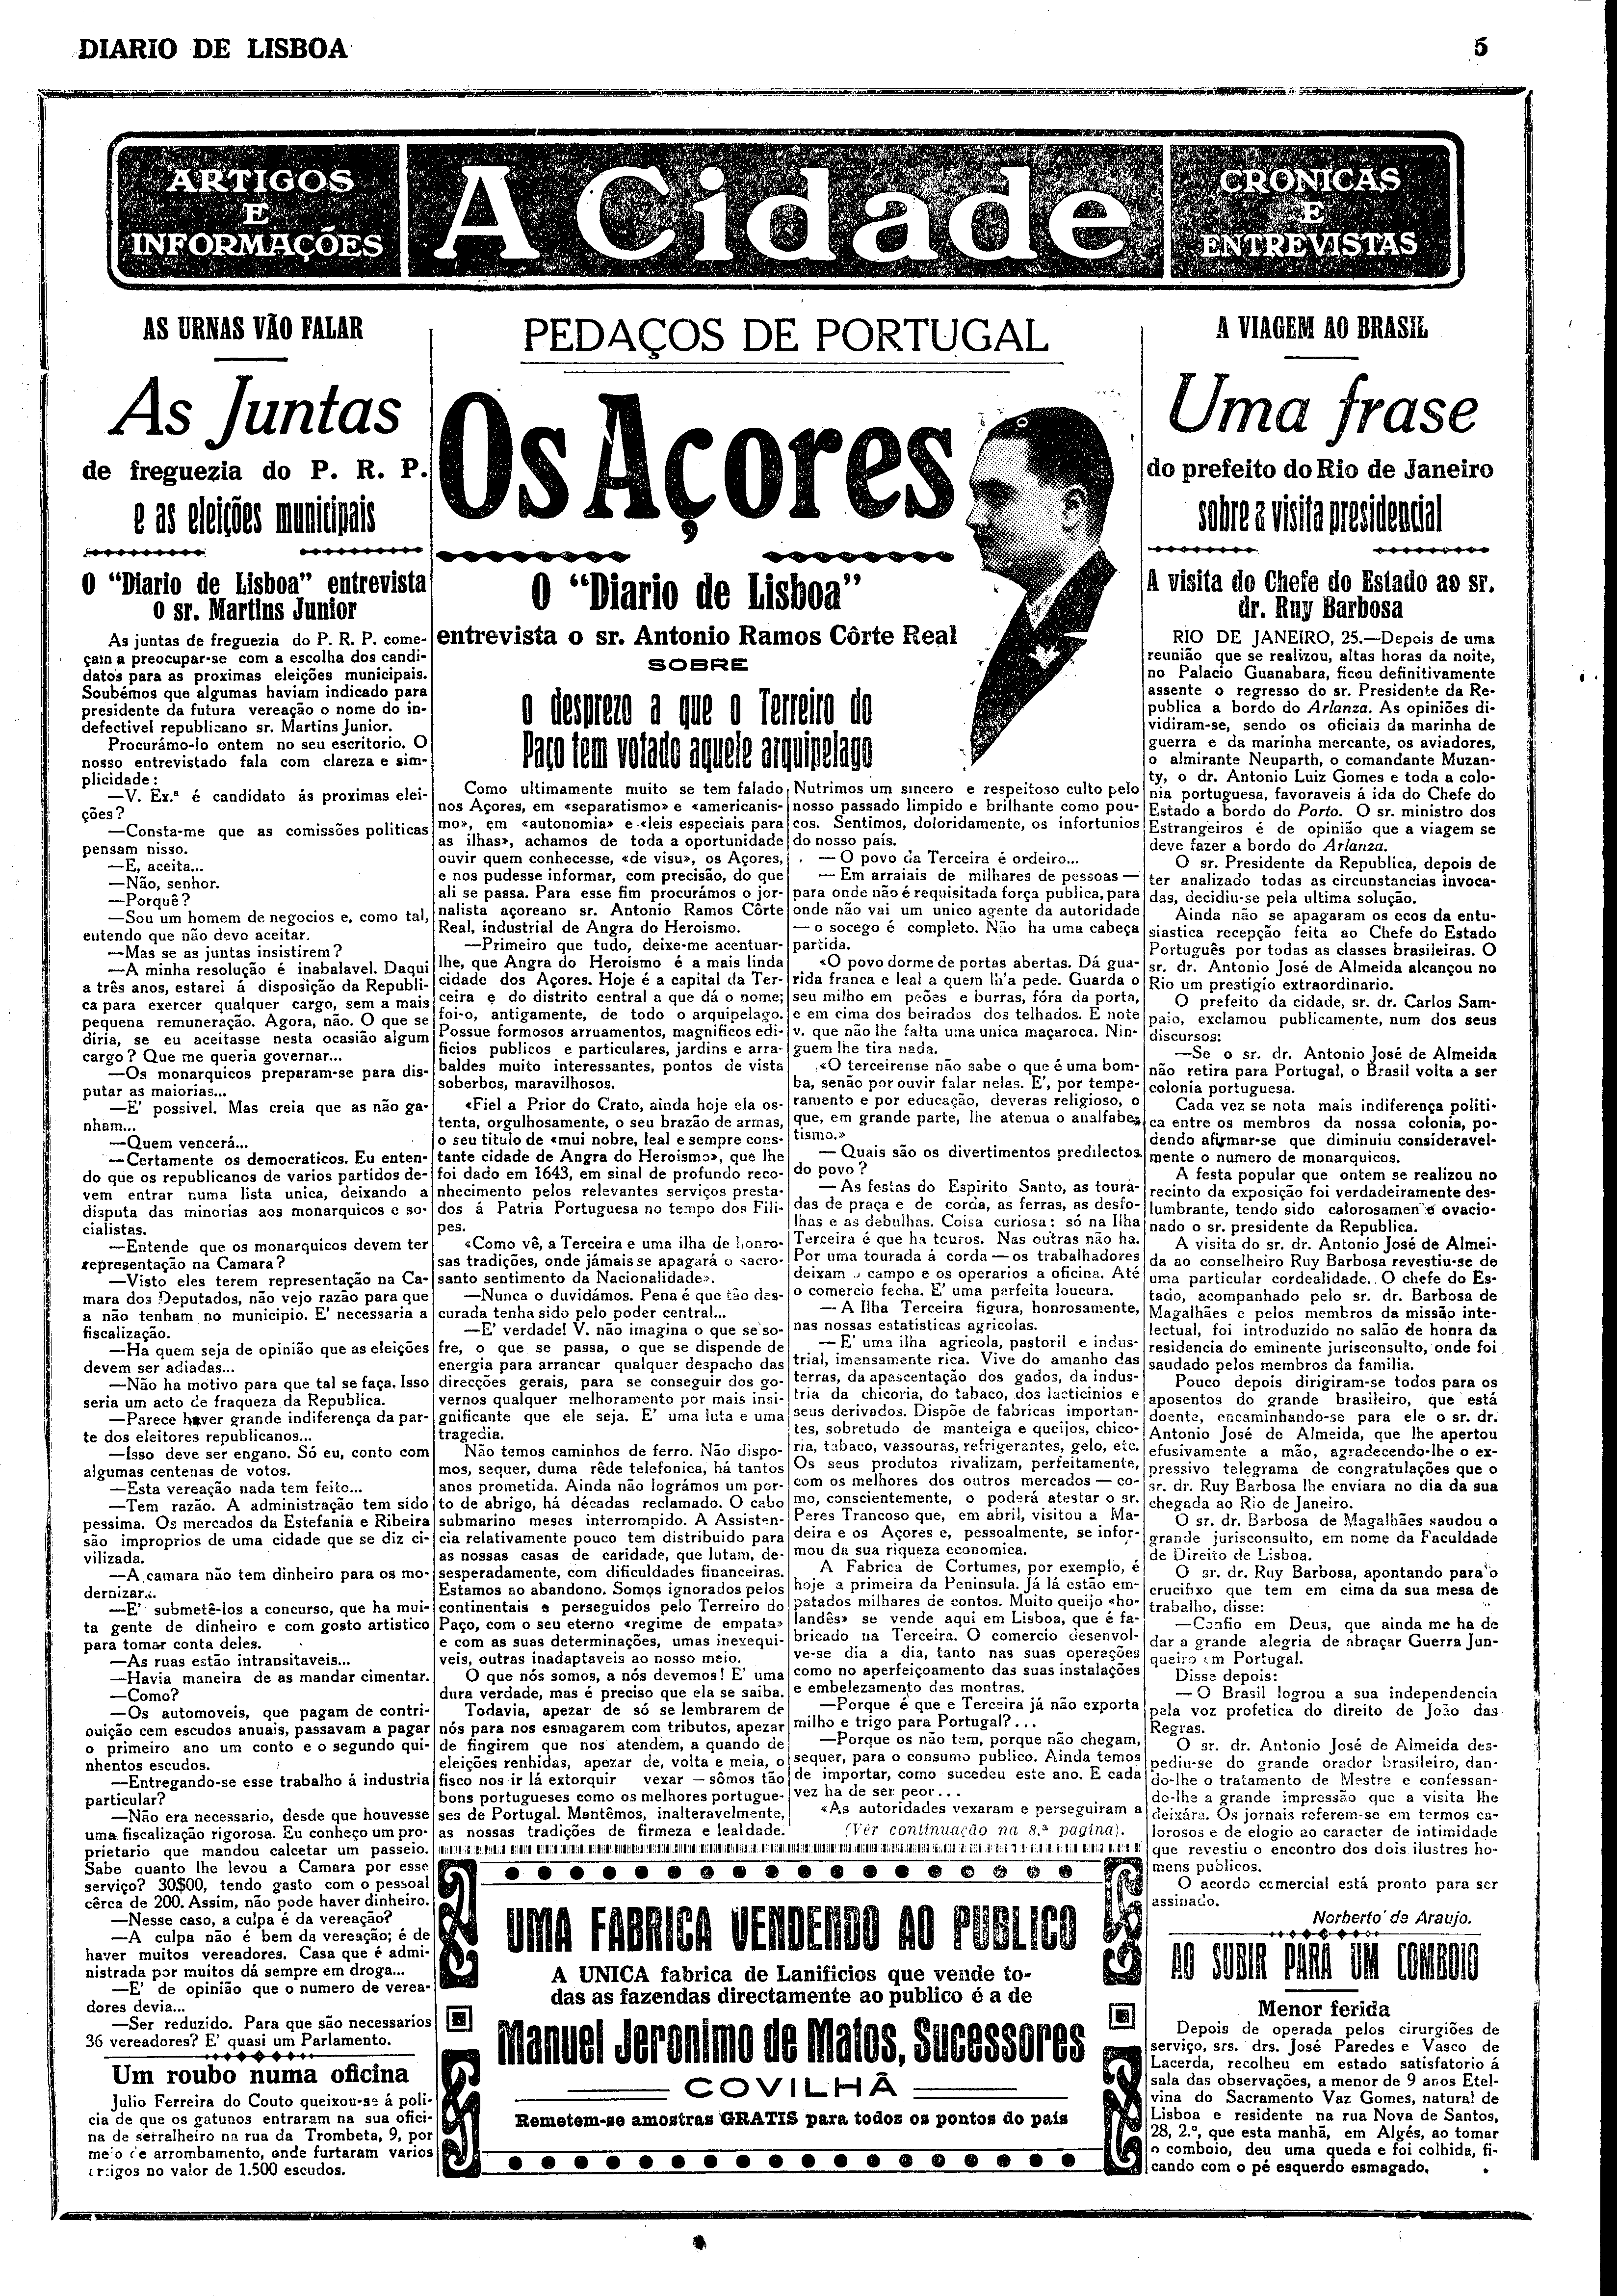 DIARIO DE LISBOA
5
ARTIGOS
E
INFORMAÇÕES
A Cidade
CRONICAS
E
ENTREVISTAS
AS URNAS VÃO FALAR
As Juntas
de freguezia do P. R. P.
e as eleições municipais
O "Diario de Lisboa" entrevista
o sr. Martins Junior
As juntas de freguezia do P. R. P. come-
çam a preocupar-se com a escolha dos candi-
datos para as proximas eleições municipais.
Soubémos que algumas haviam indicado para
presidente da futura vereação o nome do in-
defectivel republicano sr. Martins Junior.
Procurámo-lo ontem no seu escritorio. O
nosso entrevistado fala com clareza e sim-
plicidade:
—V. Ex.ª é candidato ás proximas elei-
ções?
—Consta-me que as comissões politicas
pensam nisso.
—E, aceita...
—Não, senhor.
—Porquê?
—Sou um homem de negocios e, como tal,
entendo que não devo aceitar.
—Mas se as juntas insistirem?
—A minha resolução é inabalavel. Daqui
a três anos, estarei á disposição da Republi-
ca para exercer qualquer cargo, sem a mais
pequena remuneração. Agora, não. O que se
diria, se eu aceitasse nesta ocasião algum
cargo? Que me queria governar...
—Os monarquicos preparam-se para dis-
putar as maiorias...
—E' possivel. Mas creia que as não ga-
nham...
—Quem vencerá...
—Certamente os democraticos. Eu enten-
do que os republicanos de varios partidos de-
vem entrar numa lista unica, deixando a
disputa das minorias aos monarquicos e so-
cialistas.
—Entende que os monarquicos devem ter
representação na Camara?
—Visto eles terem representação na Ca-
mara dos Deputados, não vejo razão para que
a não tenham no municipio. E' necessaria a
fiscalização.
—Ha quem seja de opinião que as eleições
devem ser adiadas...
—Não ha motivo para que tal se faça. Isso
seria um acto de fraqueza da Republica.
—Parece haver grande indiferença da par-
te dos eleitores republicanos...
—Isso deve ser engano. Só eu, conto com
algumas centenas de votos.
—Esta vereação nada tem feito...
—Tem razão. A administração tem sido
pessima. Os mercados da Estefania e Ribeira
são improprios de uma cidade que se diz ci-
vilizada.
—A camara não tem dinheiro para os mo-
dernizar...
—E' submetê-los a concurso, que ha mui-
ta gente de dinheiro e com gosto artistico
para tomar conta deles.
—As ruas estão intransitaveis...
—Havia maneira de as mandar cimentar.
—Como?
—Os automoveis, que pagam de contri-
ouição cem escudos anuais, passavam a pagar
o primeiro ano um conto e o segundo qui-
nhentos escudos.
—Entregando-se esse trabalho á industria
particular?
—Não era necessario, desde que houvesse
uma fiscalização rigorosa. Eu conheço um pro-
prietario que mandou calcetar um passeio.
Sabe quanto lhe levou a Camara por esse
serviço? 30$00, tendo gasto com o pessoal
cêrca de 200. Assim, não pode haver dinheiro.
—Nesse caso, a culpa é da vereação?
—A culpa não é bem da vereação; é de
haver muitos vereadores. Casa que é admi-
nistrada por muitos dá sempre em droga...
—E' de opinião que o numero de verea-
dores devia...
—Ser reduzido. Para que são necessarios
36 vereadores? E' quasi um Parlamento.
Um roubo numa oficina
Julio Ferreira do Couto queixou-se á poli-
cia de que os gatunos entraram na sua ofici-
na de serralheiro na rua da Trombeta, 9, por
meio de arrombamento, onde furtaram varios
artigos no valor de 1.500 escudos.
PEDAÇOS DE PORTUGAL
Os Açores
O "Diario de Lisboa"
entrevista o sr. Antonio Ramos Côrte Real
SOBRE
o desprezo a que o Terreiro do
Paço tem votado aquele arquipelago
Como ultimamente muito se tem falado
nos Açores, em «separatismo» e «americanis-
mo», em «autonomia» e «leis especiais para
as ilhas», achamos de toda a oportunidade
ouvir quem conhecesse, «de visu», os Açores,
e nos pudesse informar, com precisão, do que
ali se passa. Para esse fim procurámos o jor-
nalista açoreano sr. Antonio Ramos Côrte
Real, industrial de Angra do Heroismo.
—Primeiro que tudo, deixe-me acentuar-
lhe, que Angra do Heroismo é a mais linda
cidade dos Açores. Hoje é a capital da Ter-
ceira e do distrito central a que dá o nome;
foi-o, antigamente, de todo o arquipelago.
Possue formosos arruamentos, magnificos edi-
ficios publicos e particulares, jardins e arra-
baldes muito interessantes, pontos de vista
soberbos, maravilhosos.
«Fiel a Prior do Crato, ainda hoje ela os-
tenta, orgulhosamente, o seu brazão de armas,
o seu titulo de «mui nobre, leal e sempre cons-
tante cidade de Angra do Heroismo», que lhe
foi dado em 1643, em sinal de profundo reco-
nhecimento pelos relevantes serviços presta-
dos á Patria Portuguesa no tempo dos Fili-
pes.
«Como vê, a Terceira e uma ilha de honro-
sas tradições, onde jámais se apagará o sacro-
santo sentimento da Nacionalidade».
—Nunca o duvidámos. Pena é que tão des-
curada tenha sido pelo poder central...
—E' verdade! V. não imagina o que se so-
fre, o que se passa, o que se dispende de
energia para arrancar qualquer despacho das
direcções gerais, para se conseguir dos go-
vernos qualquer melhoramento por mais insi-
gnificante que ele seja. E' uma luta e uma
tragedia.
Não temos caminhos de ferro. Não dispo-
mos, sequer, duma rêde telefonica, há tantos
anos prometida. Ainda não lográmos um por-
to de abrigo, há décadas reclamado. O cabo
submarino meses interrompido. A Assisten-
cia relativamente pouco tem distribuido para
as nossas casas de caridade, que lutam, de-
sesperadamente, com dificuldades financeiras.
Estamos ao abandono. Somos ignorados pelos
continentais e perseguidos pelo Terreiro do
Paço, com o seu eterno «regime de empata»
e com as suas determinações, umas inexequi-
veis, outras inadaptaveis ao nosso meio.
O que nós somos, a nós devemos! E' uma
dura verdade, mas é preciso que ela se saiba.
Todavia, apezar de só se lembrarem de
nós para nos esmagarem com tributos, apezar
de fingirem que nos atendem, a quando de
eleições renhidas, apezar de, volta e meia, o
fisco nos ir lá extorquir vexar — sômos tão
bons portugueses como os melhores portugue-
ses de Portugal. Mantêmos, inalteravelmente,
as nossas tradições de firmeza e lealdade.
Nutrimos um sincero e respeitoso culto pelo
nosso passado limpido e brilhante como pou-
cos. Sentimos, doloridamente, os infortunios
do nosso país.
— O povo da Terceira é ordeiro...
— Em arraiais de milhares de pessoas —
para onde não é requisitada força publica, para
onde não vai um unico agente da autoridade
— o socego é completo. Não ha uma cabeça
partida.
«O povo dorme de portas abertas. Dá gua-
rida franca e leal a quem lh'a pede. Guarda o
seu milho em peões e burras, fóra da porta,
e em cima dos beirados dos telhados. E note
v. que não lhe falta uma unica maçaroca. Nin-
guem lhe tira nada.
«O terceirense não sabe o que é uma bom-
ba, senão por ouvir falar nelas. E', por tempe-
ramento e por educação, deveras religioso, o
que, em grande parte, lhe atenua o analfabe-
tismo.»
— Quais são os divertimentos predilectos
do povo?
— As festas do Espirito Santo, as toura-
das de praça e de corda, as ferras, as desfo-
lhas e as debulhas. Coisa curiosa: só na Ilha
Terceira é que ha touros. Nas outras não ha.
Por uma tourada á corda — os trabalhadores
deixam o campo e os operarios a oficina. Até
o comercio fecha. E' uma perfeita loucura.
— A Ilha Terceira figura, honrosamente,
nas nossas estatisticas agricolas.
— E' uma ilha agricola, pastoril e indus-
trial, imensamente rica. Vive do amanho das
terras, da apascentação dos gados, da indus-
tria da chicoria, do tabaco, dos lacticinios e
seus derivados. Dispõe de fabricas importan-
tes, sobretudo de manteiga e queijos, chico-
ria, tabaco, vassouras, refrigerantes, gelo, etc.
Os seus produtos rivalizam, perfeitamente,
com os melhores dos outros mercados — co-
mo, conscientemente, o poderá atestar o sr.
Peres Trancoso que, em abril, visitou a Ma-
deira e os Açores e, pessoalmente, se infor-
mou da sua riqueza economica.
A Fabrica de Cortumes, por exemplo, é
hoje a primeira da Peninsula. Já lá estão em-
patados milhares de contos. Muito queijo «ho-
landês» se vende aqui em Lisboa, que é fa-
bricado na Terceira. O comercio desenvol-
ve-se dia a dia, tanto nas suas operações
como no aperfeiçoamento das suas instalações
e embelezamento das montras.
—Porque é que e Terceira já não exporta
milho e trigo para Portugal?...
—Porque os não tem, porque não chegam,
sequer, para o consumo publico. Ainda temos
de importar, como sucedeu este ano. E cada
vez ha de ser peor...
«As autoridades vexaram e perseguiram a
(Vêr continuação na 8.ª pagina).
UMA FABRICA VENDENDO AO PUBLICO
A UNICA fabrica de Lanificios que vende to-
das as fazendas directamente ao publico é a de
Manuel Jeronimo de Matos, Sucessores
COVILHÃ
Remetem-se amostras GRATIS para todos os pontos do país
A VIAGEM AO BRASIL
Uma frase
do prefeito do Rio de Janeiro
sobre a visita presidencial
A visita do Chefe do Estado ao sr.
dr. Ruy Barbosa
RIO DE JANEIRO, 25.—Depois de uma
reunião que se realizou, altas horas da noite,
no Palacio Guanabara, ficou definitivamente
assente o regresso do sr. Presidente da Re-
publica a bordo do Arlanza. As opiniões di-
vidiram-se, sendo os oficiais da marinha de
guerra e da marinha mercante, os aviadores,
o almirante Neuparth, o comandante Muzan-
ty, o dr. Antonio Luiz Gomes e toda a colo-
nia portuguesa, favoraveis á ida do Chefe do
Estado a bordo do Porto. O sr. ministro dos
Estrangeiros é de opinião que a viagem se
deve fazer a bordo do Arlanza.
O sr. Presidente da Republica, depois de
ter analizado todas as circunstancias invoca-
das, decidiu-se pela ultima solução.
Ainda não se apagaram os ecos da entu-
siastica recepção feita ao Chefe do Estado
Português por todas as classes brasileiras. O
sr. dr. Antonio José de Almeida alcançou no
Rio um prestigio extraordinario.
O prefeito da cidade, sr. dr. Carlos Sam-
paio, exclamou publicamente, num dos seus
discursos:
—Se o sr. dr. Antonio José de Almeida
não retira para Portugal, o Brasil volta a ser
colonia portuguesa.
Cada vez se nota mais indiferença politi-
ca entre os membros da nossa colonia, po-
dendo afirmar-se que diminuiu consideravel-
mente o numero de monarquicos.
A festa popular que ontem se realizou no
recinto da exposição foi verdadeiramente des-
lumbrante, tendo sido calorosamen e ovacio-
nado o sr. presidente da Republica.
A visita do sr. dr. Antonio José de Almei-
da ao conselheiro Ruy Barbosa revestiu-se de
uma particular cordealidade. O chefe do Es-
tado, acompanhado pelo sr. dr. Barbosa de
Magalhães e pelos membros da missão inte-
lectual, foi introduzido no salão de honra da
residencia do eminente jurisconsulto, onde foi
saudado pelos membros da familia.
Pouco depois dirigiram-se todos para os
aposentos do grande brasileiro, que está
doente, encaminhando-se para ele o sr. dr.
Antonio José de Almeida, que lhe apertou
efusivamente a mão, agradecendo-lhe o ex-
pressivo telegrama de congratulações que o
sr. dr. Ruy Barbosa lhe enviara no dia da sua
chegada ao Rio de Janeiro.
O sr. dr. Barbosa de Magalhães saudou o
grande jurisconsulto, em nome da Faculdade
de Direito de Lisboa.
O sr. dr. Ruy Barbosa, apontando para o
crucifixo que tem em cima da sua mesa de
trabalho, disse:
—Confio em Deus, que ainda me ha de
dar a grande alegria de abraçar Guerra Jun-
queiro em Portugal.
Disse depois:
— O Brasil logrou a sua independencia
pela voz profetica do direito de João das
Regras.
O sr. dr. Antonio José de Almeida des-
pediu-se do grande orador brasileiro, dan-
do-lhe o tratamento de Mestre e confessan-
do-lhe a grande impressão que a visita lhe
deixára. Os jornais referem-se em termos ca-
lorosos e de elogio ao caracter de intimidade
que revestiu o encontro dos dois ilustres ho-
mens publicos.
O acordo comercial está pronto para ser
assinado.
Norberto de Araujo.
AO SUBIR PARA UM COMBOIO
Menor ferida
Depois de operada pelos cirurgiões de
serviço, srs. drs. José Paredes e Vasco de
Lacerda, recolheu em estado satisfatorio á
sala das observações, a menor de 9 anos Etel-
vina do Sacramento Vaz Gomes, natural de
Lisboa e residente na rua Nova de Santos,
28, 2.º, que esta manhã, em Algés, ao tomar
o comboio, deu uma queda e foi colhida, fi-
cando com o pé esquerdo esmagado.